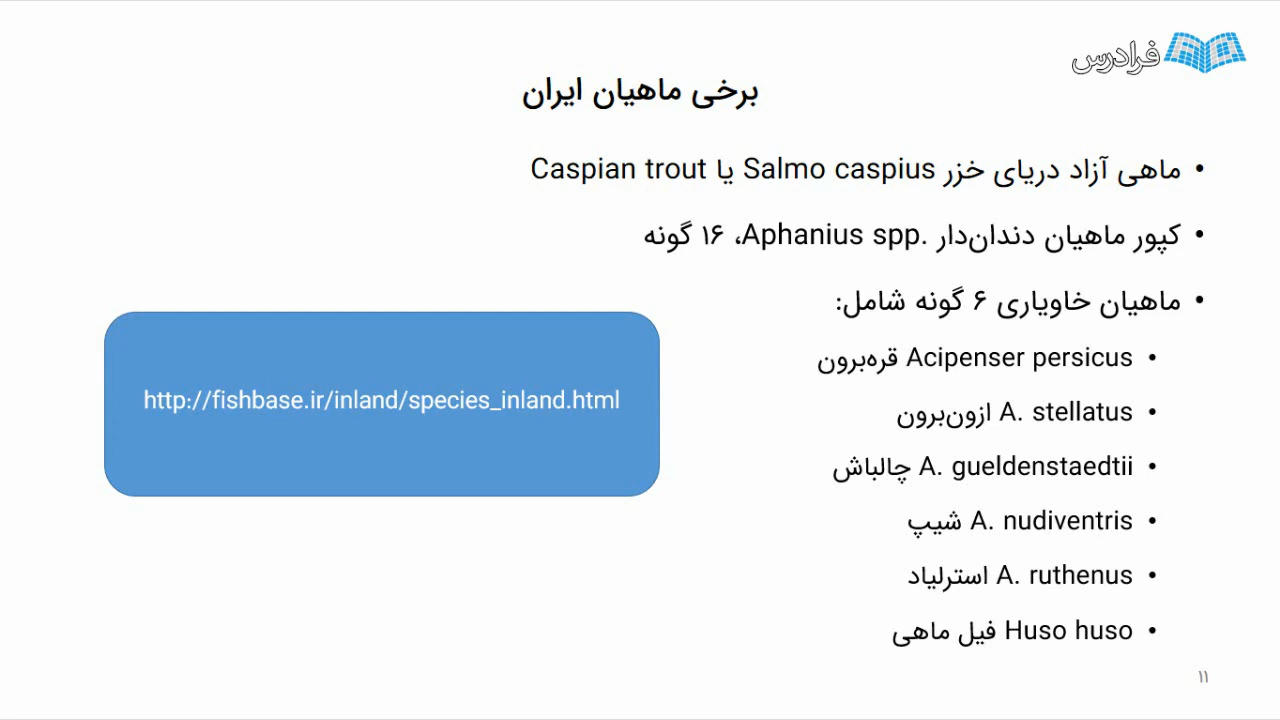 فرادرس
برخی ماهیان ایران
• ماهی آزاد دریای خزر Salmo caspius یا Caspian trout
• کپور ماهیان دندان‌دار Aphanius spp.، ۱۶ گونه
• ماهیان خاویاری ۶ گونه شامل:
• Acipenser persicus قره‌برون
• A. stellatus ازون‌برون
• A. gueldenstaedtii چالباش
• A. nudiventris شیپ
• A. ruthenus استرلیاد
• Huso huso فیل ماهی
http://fishbase.ir/inland/species_inland.html
۱۱